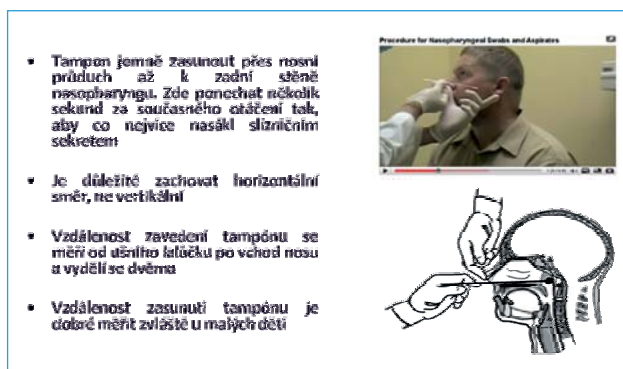 • Tampon jemně zasunout přes nosní
průduch až k zadní stěně
nasopharyngu. Zde ponechat několik
sekund za současného otáčení tak,
aby co nejvíce nasákl slizničním
sekretem
• Je důležité zachovat horizontální
směr, ne vertikální
• Vzdálenost zavedení tampónu se
měří od ušního lalůčku po vchod nosu
a vydělí se dvěma
• Vzdálenost zasunutí tampónu je
dobré měřit zvláště u malých dětí
Procedure for Nasopharyngeal Swabs and Aspirates